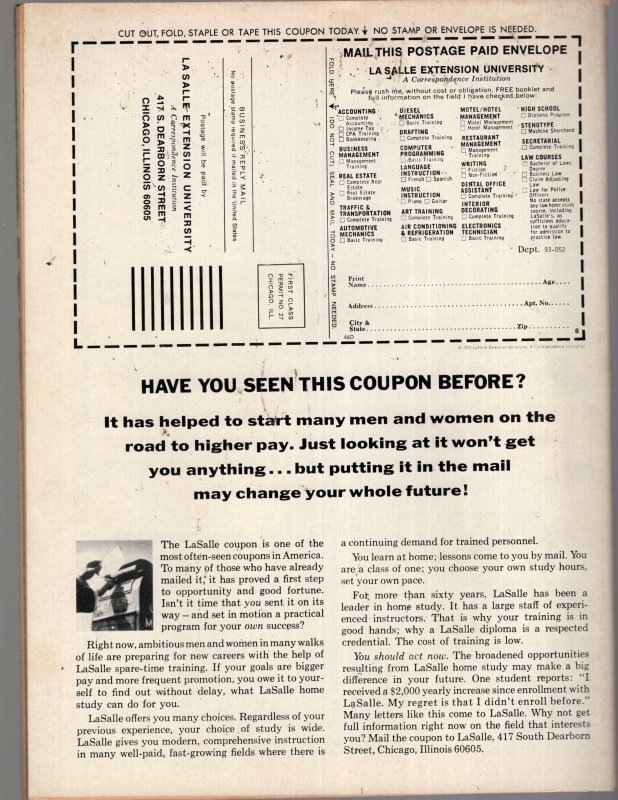 CUT OUT, FOLD, STAPLE OR TAPE THIS COUPON TODAY. NO STAMP OR ENVELOPE IS NEEDED.
Postage will be paid by
LA SALLE EXTENSION UNIVERSITY
A Correspondence Institution
417 S. DEARBORN STREET
CHICAGO, ILLINOIS 60605
BUSINESS REPLY MAIL
No postage stamp required if mailed in the United States
FIRST CLASS
PERMIT NO. 27
CHICAGO, ILL.
FOLD HERE (DO NOT CUT) SEAL AND MAIL TODAY — NO STAMP NEEDED.
MAIL THIS POSTAGE PAID ENVELOPE
LA SALLE EXTENSION UNIVERSITY
A Correspondence Institution
Please rush me, without cost or obligation, FREE booklet and
full information on the field I have checked below:
ACCOUNTING
Complete
Accounting
Income Tax
CPA Training
Bookkeeping
BUSINESS
MANAGEMENT
Management
Training
REAL ESTATE
Complete Real
Estate
Real Estate
Brokerage
TRAFFIC &
TRANSPORTATION
Complete Training
AUTOMOTIVE
MECHANICS
Basic Training
DIESEL
MECHANICS
Basic Training
DRAFTING
Complete Training
COMPUTER
PROGRAMMING
Basic Training
LANGUAGE
INSTRUCTION
French Spanish
MUSIC
INSTRUCTION
Piano Guitar
ART TRAINING
Complete Training
AIR CONDITIONING
& REFRIGERATION
Basic Training
MOTEL/HOTEL
MANAGEMENT
Motel Management
Hotel Management
RESTAURANT
MANAGEMENT
Management
Training
WRITING
Fiction
Non-Fiction
DENTAL OFFICE
ASSISTANT
Complete Training
INTERIOR
DECORATING
Complete Training
ELECTRONICS
TECHNICIAN
Basic Training
HIGH SCHOOL
Diploma Program
STENOTYPE
Machine Shorthand
SECRETARIAL
Complete Training
LAW COURSES
Bachelor of Laws
Degree
Business Law
Claim Adjusting
Law
Law for Police
Officers
No state accepts
any law home study
course, including
LaSalle's, as
sufficient educa-
tion to qualify
for admission to
practice law.
Dept. 93-052
Print
Name Age
Address Apt. No.
City &
State Zip
46D
8
LaSalle Extension University, A Correspondence Institution
HAVE YOU SEEN THIS COUPON BEFORE?
It has helped to start many men and women on the
road to higher pay. Just looking at it won't get
you anything...but putting it in the mail
may change your whole future!
The LaSalle coupon is one of the
most often-seen coupons in America.
To many of those who have already
mailed it, it has proved a first step
to opportunity and good fortune.
Isn't it time that you sent it on its
way — and set in motion a practical
program for your own success?
Right now, ambitious men and women in many walks
of life are preparing for new careers with the help of
LaSalle spare-time training. If your goals are bigger
pay and more frequent promotion, you owe it to your-
self to find out without delay, what LaSalle home
study can do for you.
LaSalle offers you many choices. Regardless of your
previous experience, your choice of study is wide.
LaSalle gives you modern, comprehensive instruction
in many well-paid, fast-growing fields where there is
a continuing demand for trained personnel.
You learn at home; lessons come to you by mail. You
are a class of one; you choose your own study hours,
set your own pace.
For more than sixty years, LaSalle has been a
leader in home study. It has a large staff of experi-
enced instructors. That is why your training is in
good hands; why a LaSalle diploma is a respected
credential. The cost of training is low.
You should act now. The broadened opportunities
resulting from LaSalle home study may make a big
difference in your future. One student reports: "I
received a $2,000 yearly increase since enrollment with
LaSalle. My regret is that I didn't enroll before."
Many letters like this come to LaSalle. Why not get
full information right now on the field that interests
you? Mail the coupon to LaSalle, 417 South Dearborn
Street, Chicago, Illinois 60605.